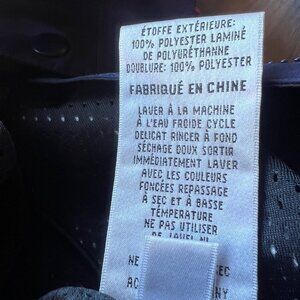 ÉTOFFE EXTÉRIEURE:
100% POLYESTER LAMINÉ
DE POLYURÉTHANNE
DOUBLURE: 100% POLYESTER
FABRIQUÉ EN CHINE
LAVER À LA MACHINE
À L'EAU FROIDE CYCLE
DELICAT RINCER À FOND
SÉCHAGE DOUX SORTIR
IMMÉDIATEMENT LAVER
AVEC LES COULEURS
FONCÉES REPASSAGE
À SEC ET À BASSE
TEMPÉRATURE
NE PAS UTILISER
NE